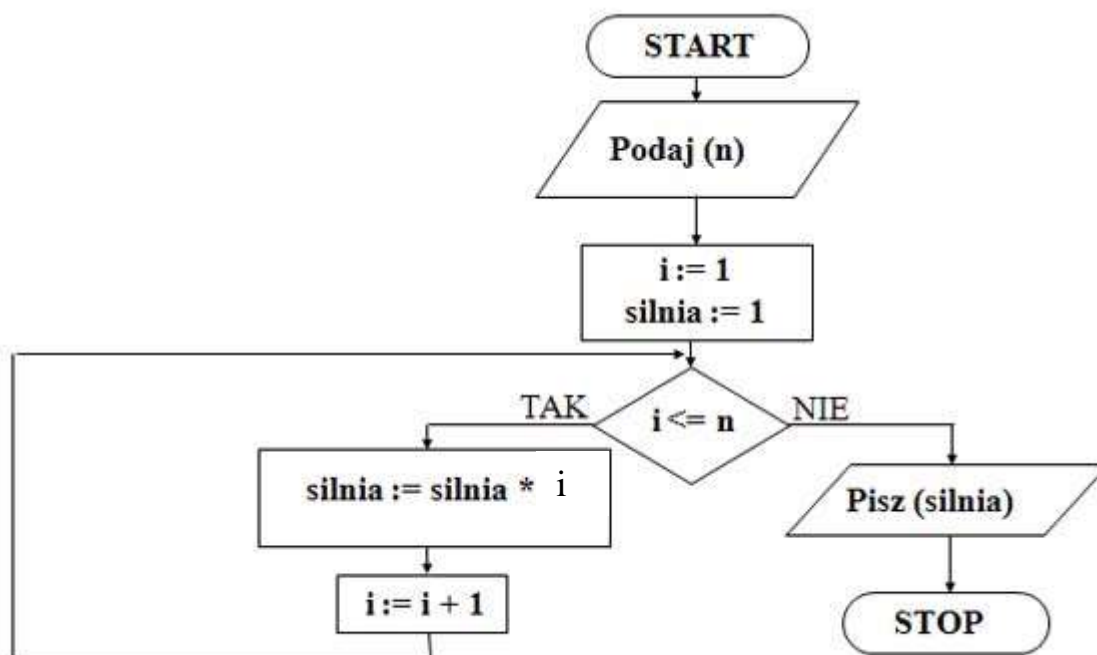 START
Podaj (n)
i := 1
silnia := 1
TAK
i <= n
NIE
silnia := silnia * i
Pisz (silnia)
i := i + 1
STOP